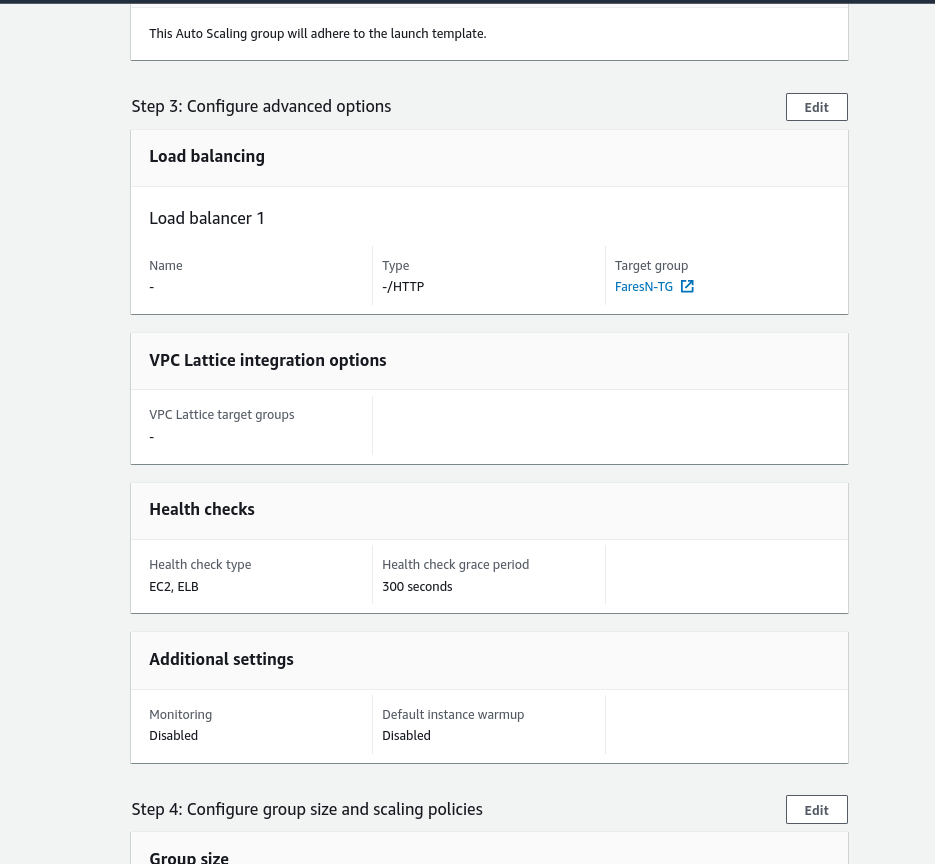 This Auto Scaling group will adhere to the launch template.
Step 3: Configure advanced options
Edit
Load balancing
Load balancer 1
Name
Type
Target group
-
-/HTTP
FaresN-TG
VPC Lattice integration options
VPC Lattice target groups
-
Health checks
Health check type
Health check grace period
EC2, ELB
300 seconds
Additional settings
Monitoring
Default instance warmup
Disabled
Disabled
Step 4: Configure group size and scaling policies
Edit
Group size